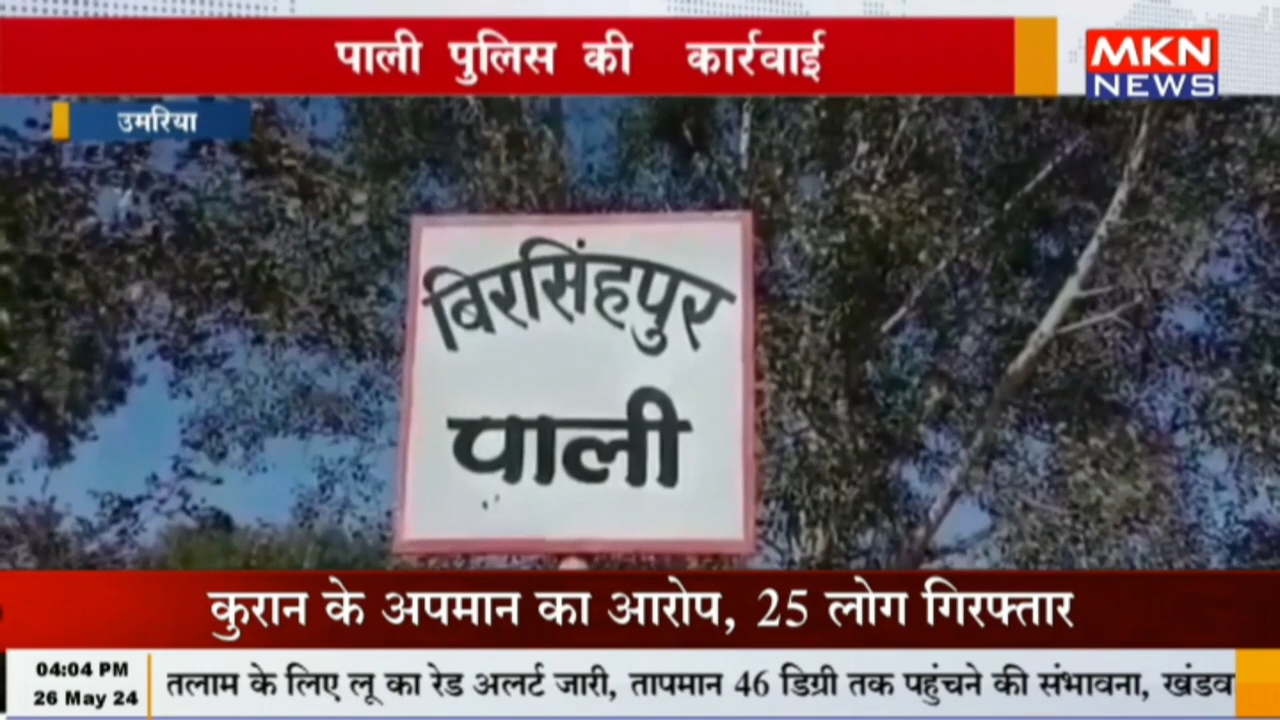 पाली पुलिस की कार्रवाई
MKN
NEWS
उमरिया
बिरसिंहपुर
पाली
कुरान के अपमान का आरोप, 25 लोग गिरफ्तार
04:04 PM
26 May 24
तलाम के लिए लू का रेड अलर्ट जारी, तापमान 46 डिग्री तक पहुंचने की संभावना, खंडव